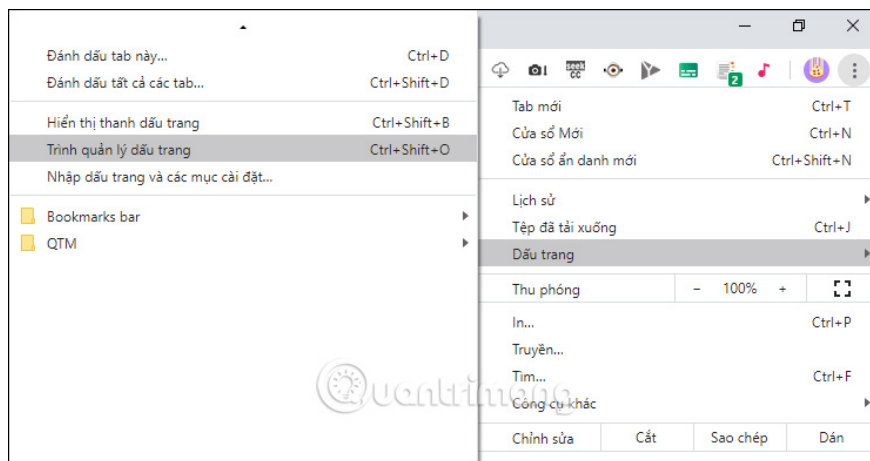 Đánh dấu tab này... Ctrl+D
Đánh dấu tất cả các tab... Ctrl+Shift+D
Hiển thị thanh dấu trang Ctrl+Shift+B
Trình quản lý dấu trang Ctrl+Shift+O
Nhập dấu trang và các mục cài đặt...
Bookmarks bar
QTM
seek
CC
2
Tab mới Ctrl+T
Cửa sổ Mới Ctrl+N
Cửa sổ ẩn danh mới Ctrl+Shift+N
Lịch sử
Tệp đã tải xuống Ctrl+J
Dấu trang
Thu phóng - 100% +
In... Ctrl+P
Truyền...
Tìm... Ctrl+F
Công cụ khác
Chỉnh sửa Cắt Sao chép Dán
Quantrimang